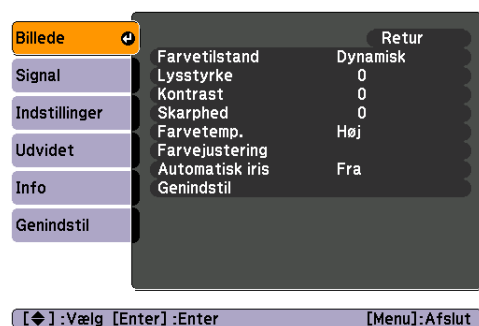 Billede
Signal
Indstillinger
Udvidet
Info
Genindstil
Retur
Farvetilstand Dynamisk
Lysstyrke 0
Kontrast 0
Skarphed 0
Farvetemp. Høj
Farvejustering
Automatisk iris Fra
Genindstil
[◆] :Vælg [Enter] :Enter [Menu]:Afslut